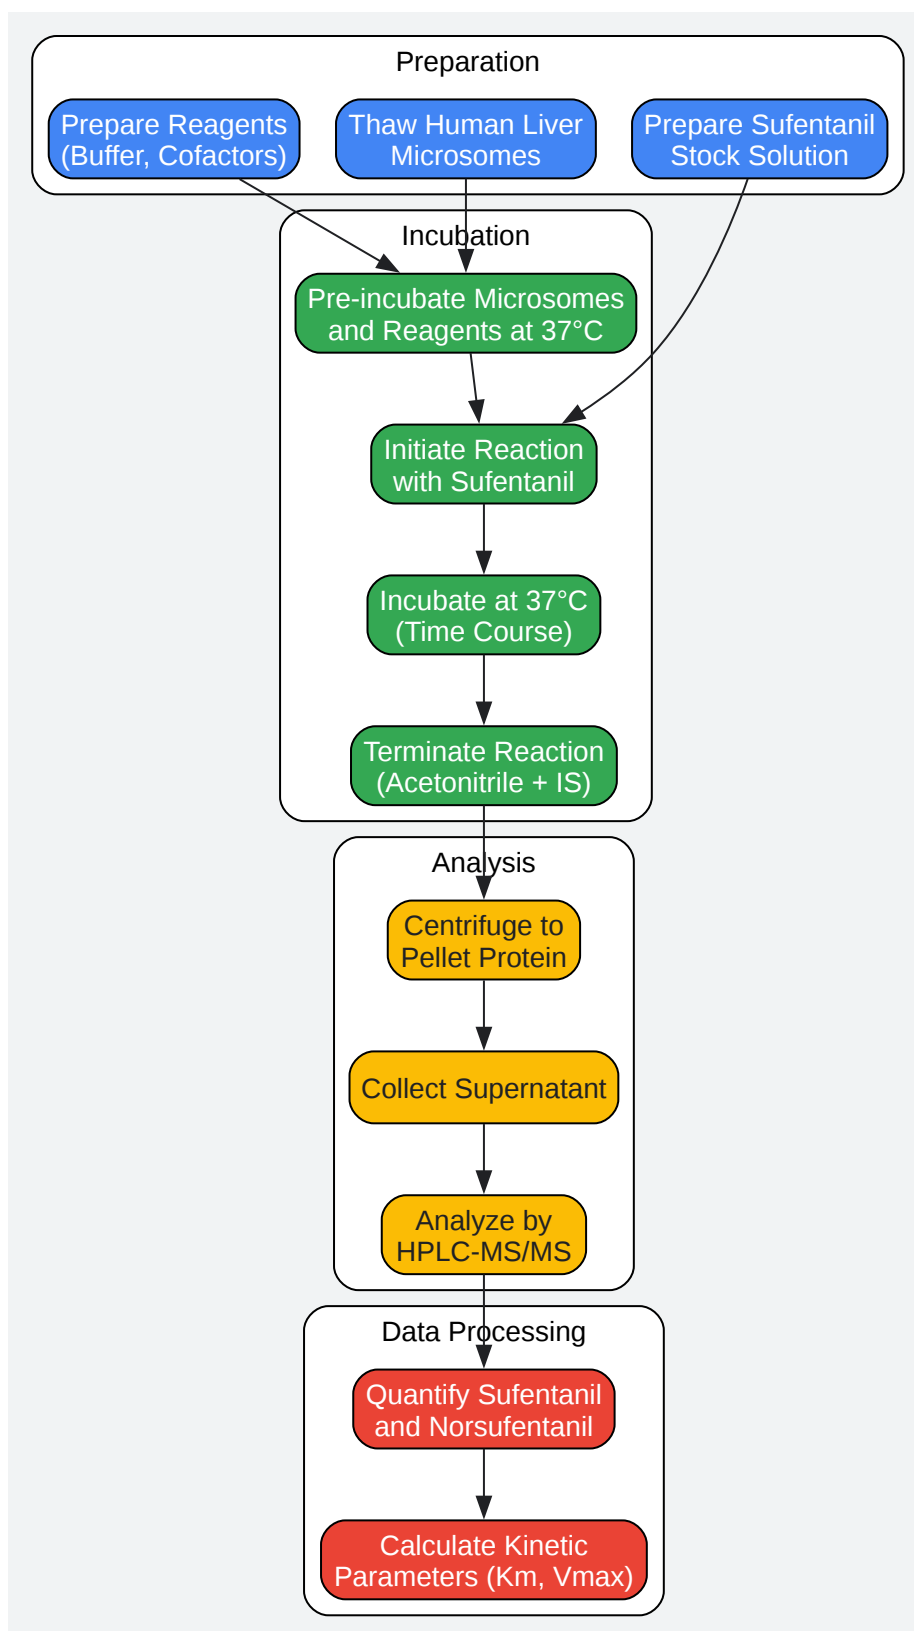 Preparation
Prepare Reagents
(Buffer, Cofactors)
Thaw Human Liver
Microsomes
Prepare Sufentanil
Stock Solution
Incubation
Pre-incubate Microsomes
and Reagents at 37°C
Initiate Reaction
with Sufentanil
Incubate at 37°C
(Time Course)
Terminate Reaction
(Acetonitrile + IS)
Analysis
Centrifuge to
Pellet Protein
Collect Supernatant
Analyze by
HPLC-MS/MS
Data Processing
Quantify Sufentanil
and Norsufentanil
Calculate Kinetic
Parameters (Km, Vmax)